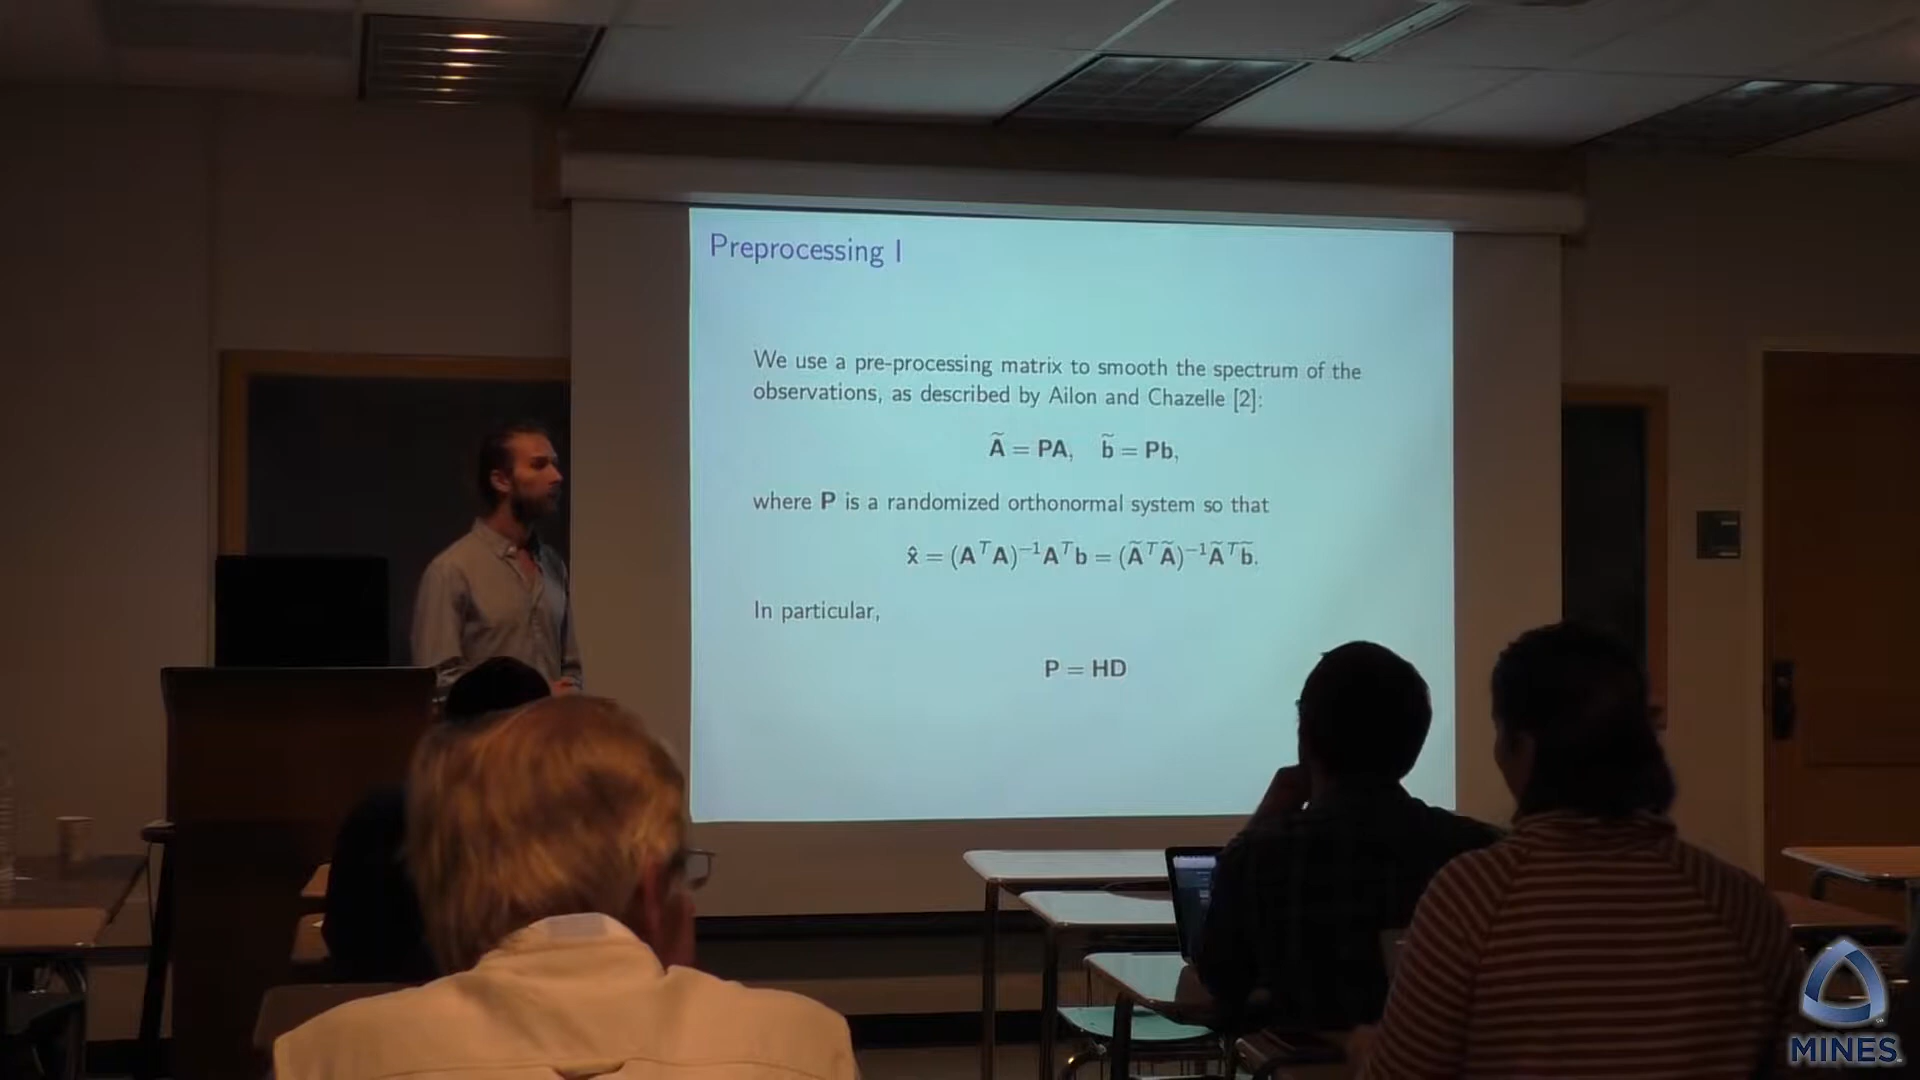 Preprocessing I
We use a pre-processing matrix to smooth the spectrum of the
observations, as described by Ailon and Chazelle [2]:
Ã = PA, b̃ = Pb,
where P is a randomized orthonormal system so that
x̂ = (AᵀA)⁻¹Aᵀb = (ÃᵀÃ)⁻¹Ãᵀb̃.
In particular,
P = HD
MINES